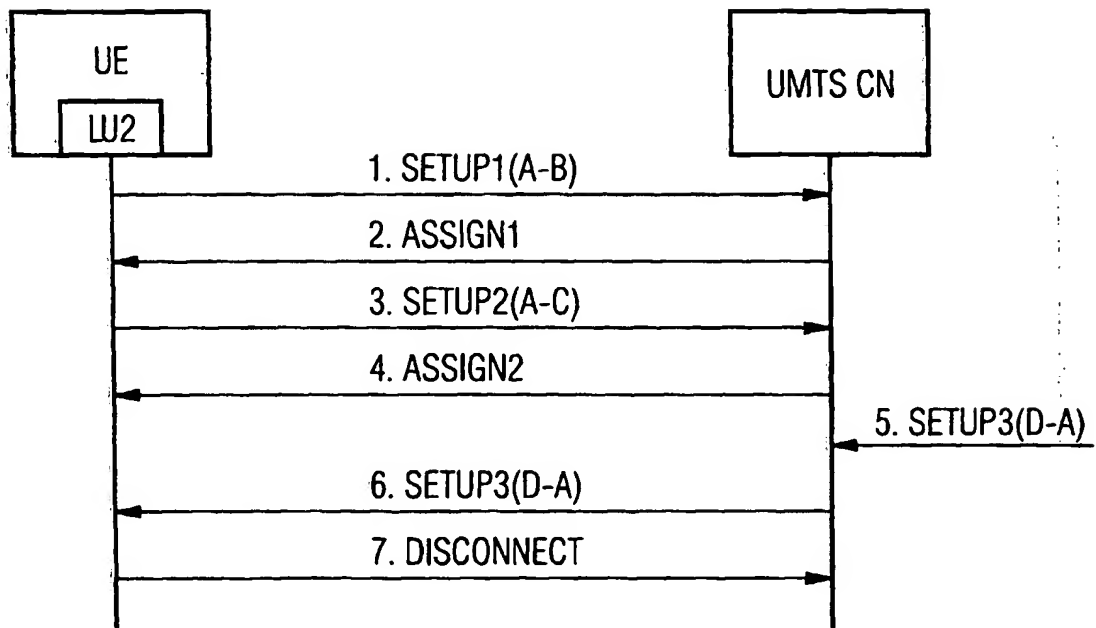 UE
LU2
UMTS CN
1. SETUP1(A-B)
2. ASSIGN1
3. SETUP2(A-C)
4. ASSIGN2
5. SETUP3(D-A)
6. SETUP3(D-A)
7. DISCONNECT